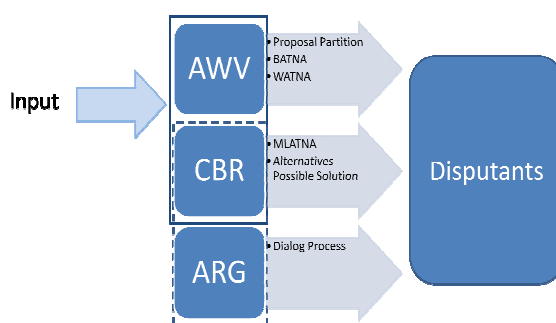 Input
AWV
• Proposal Partition
• BATNA
• WATNA
CBR
• MLATNA
• Alternatives
Possible Solution
ARG
• Dialog Process
Disputants